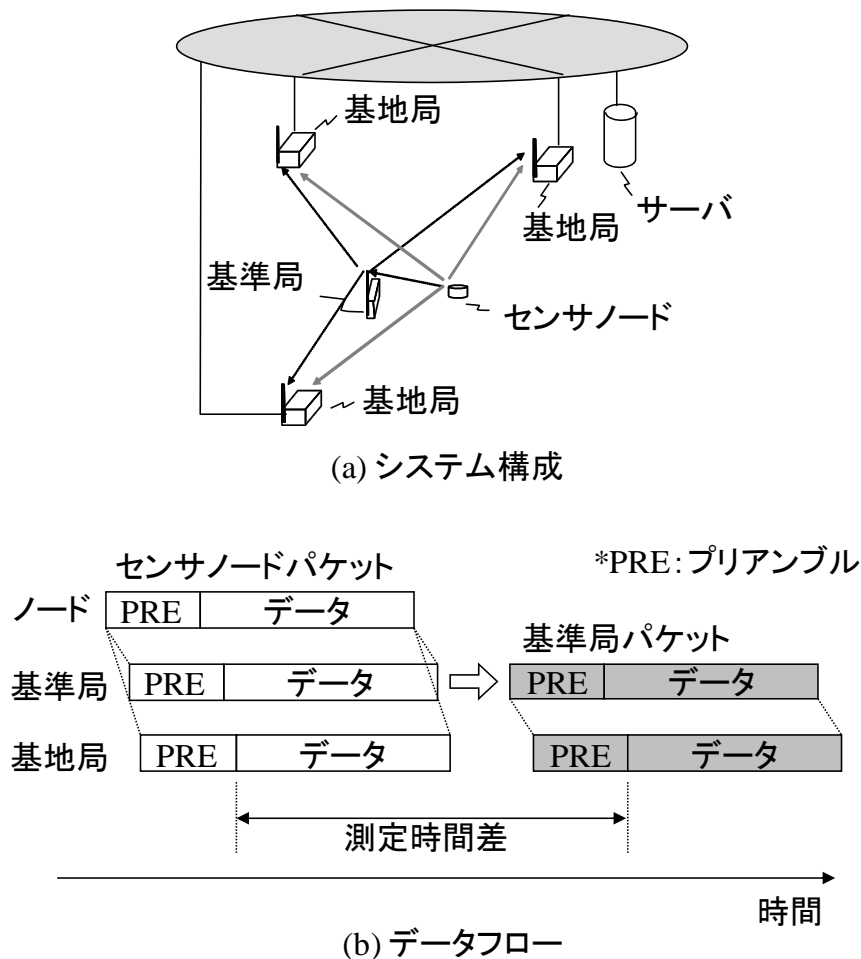 基地局
基地局
サーバ
基準局
センサノード
基地局
(a) システム構成
センサノードパケット
*PRE：プリアンブル
ノード PRE データ
基準局パケット
基準局 PRE データ PRE データ
基地局 PRE データ PRE データ
測定時間差
時間
(b) データフロー